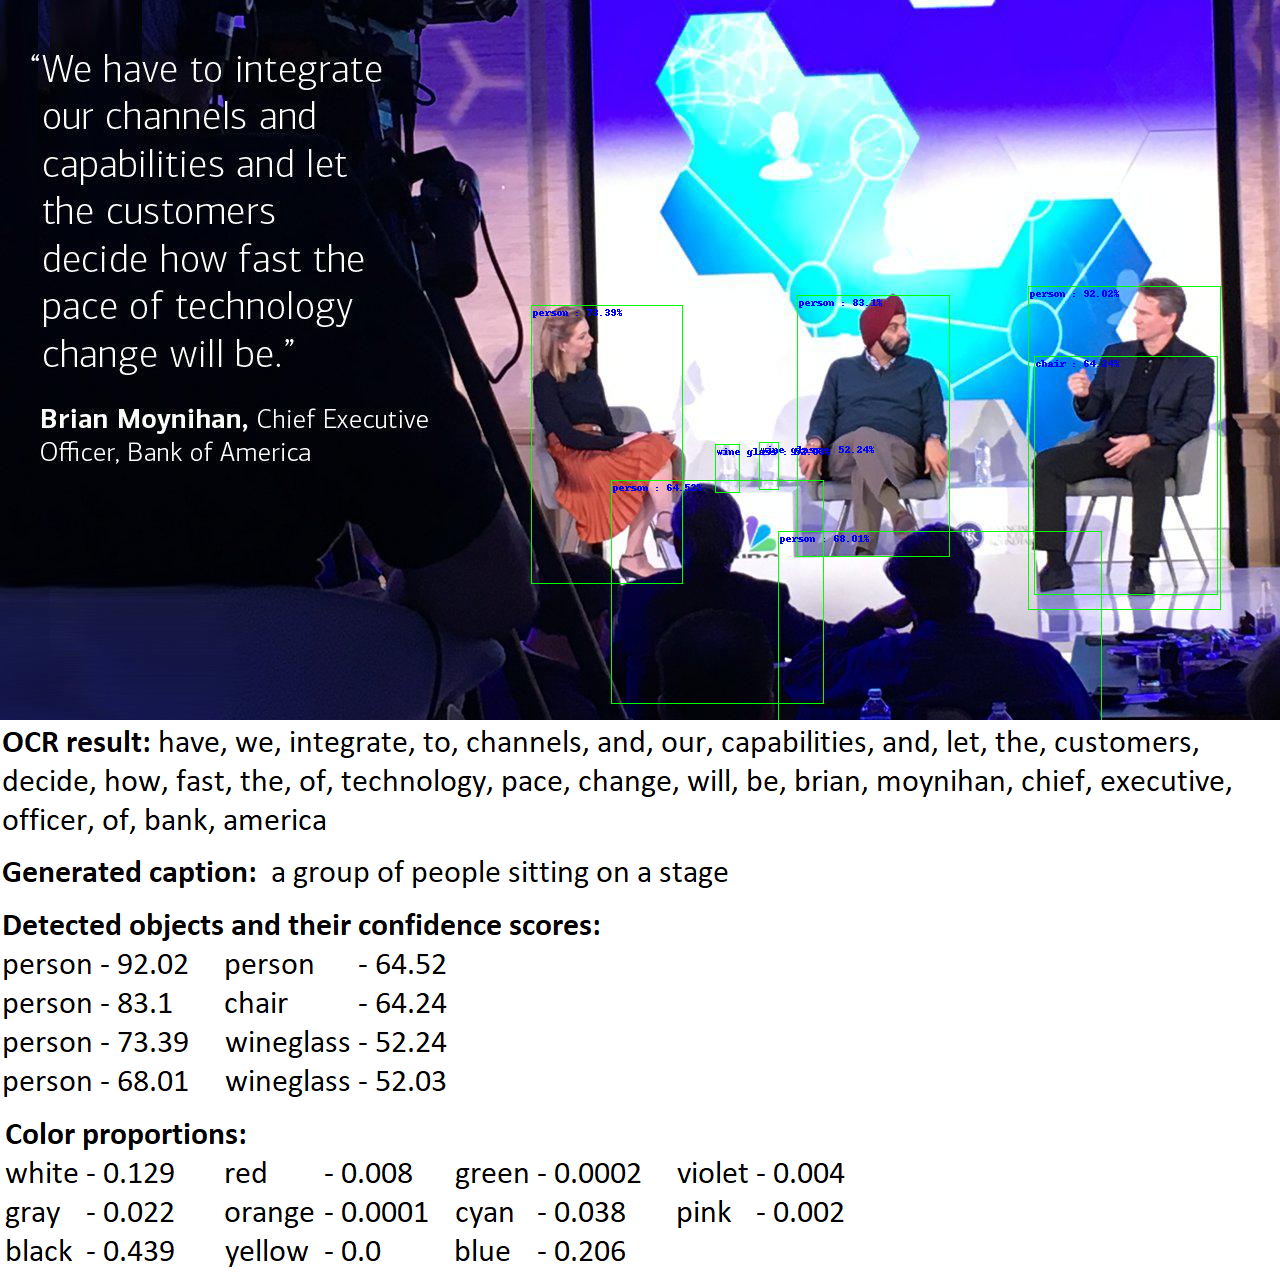 “We have to integrate
our channels and
capabilities and let
the customers
decide how fast the
pace of technology
change will be.”
Brian Moynihan, Chief Executive
Officer, Bank of America
person : 92.02%
person : 83.1%
person : 39%
chair : 64.24%
wine glass : 52.03%
52.24%
person : 64.52%
person : 68.01%
OCR result: have, we, integrate, to, channels, and, our, capabilities, and, let, the, customers,
decide, how, fast, the, of, technology, pace, change, will, be, brian, moynihan, chief, executive,
officer, of, bank, america
Generated caption: a group of people sitting on a stage
Detected objects and their confidence scores:
person - 92.02 person - 64.52
person - 83.1 chair - 64.24
person - 73.39 wineglass - 52.24
person - 68.01 wineglass - 52.03
Color proportions:
white - 0.129 red - 0.008 green - 0.0002 violet - 0.004
gray - 0.022 orange - 0.0001 cyan - 0.038 pink - 0.002
black - 0.439 yellow - 0.0 blue - 0.206